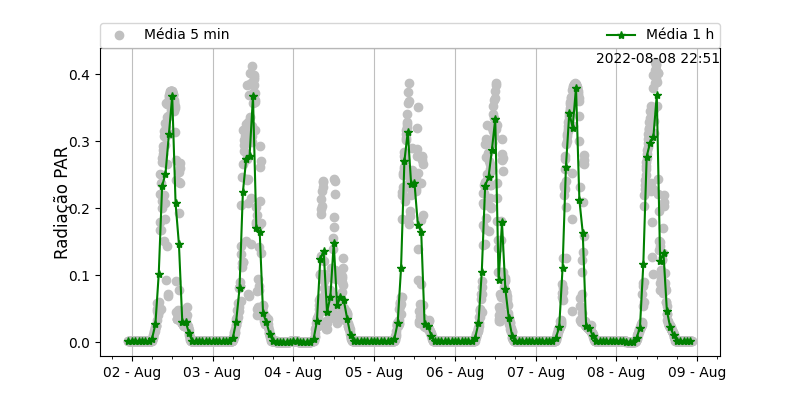 Média 5 min
Média 1 h
2022-08-08 22:51
Radiação PAR
0.4
0.3
0.2
0.1
0.0
02 - Aug
03 - Aug
04 - Aug
05 - Aug
06 - Aug
07 - Aug
08 - Aug
09 - Aug